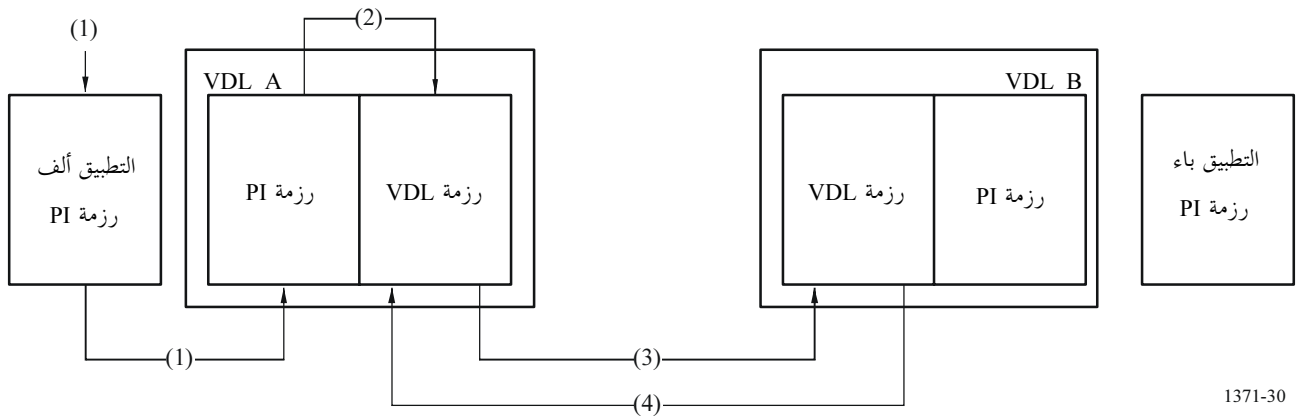 (2)
(1)
VDL A
VDL B
التطبيق ألف
رزمة PI
رزمة PI
رزمة VDL
رزمة VDL
رزمة PI
التطبيق باء
رزمة PI
(1)
(3)
(4)
1371-30